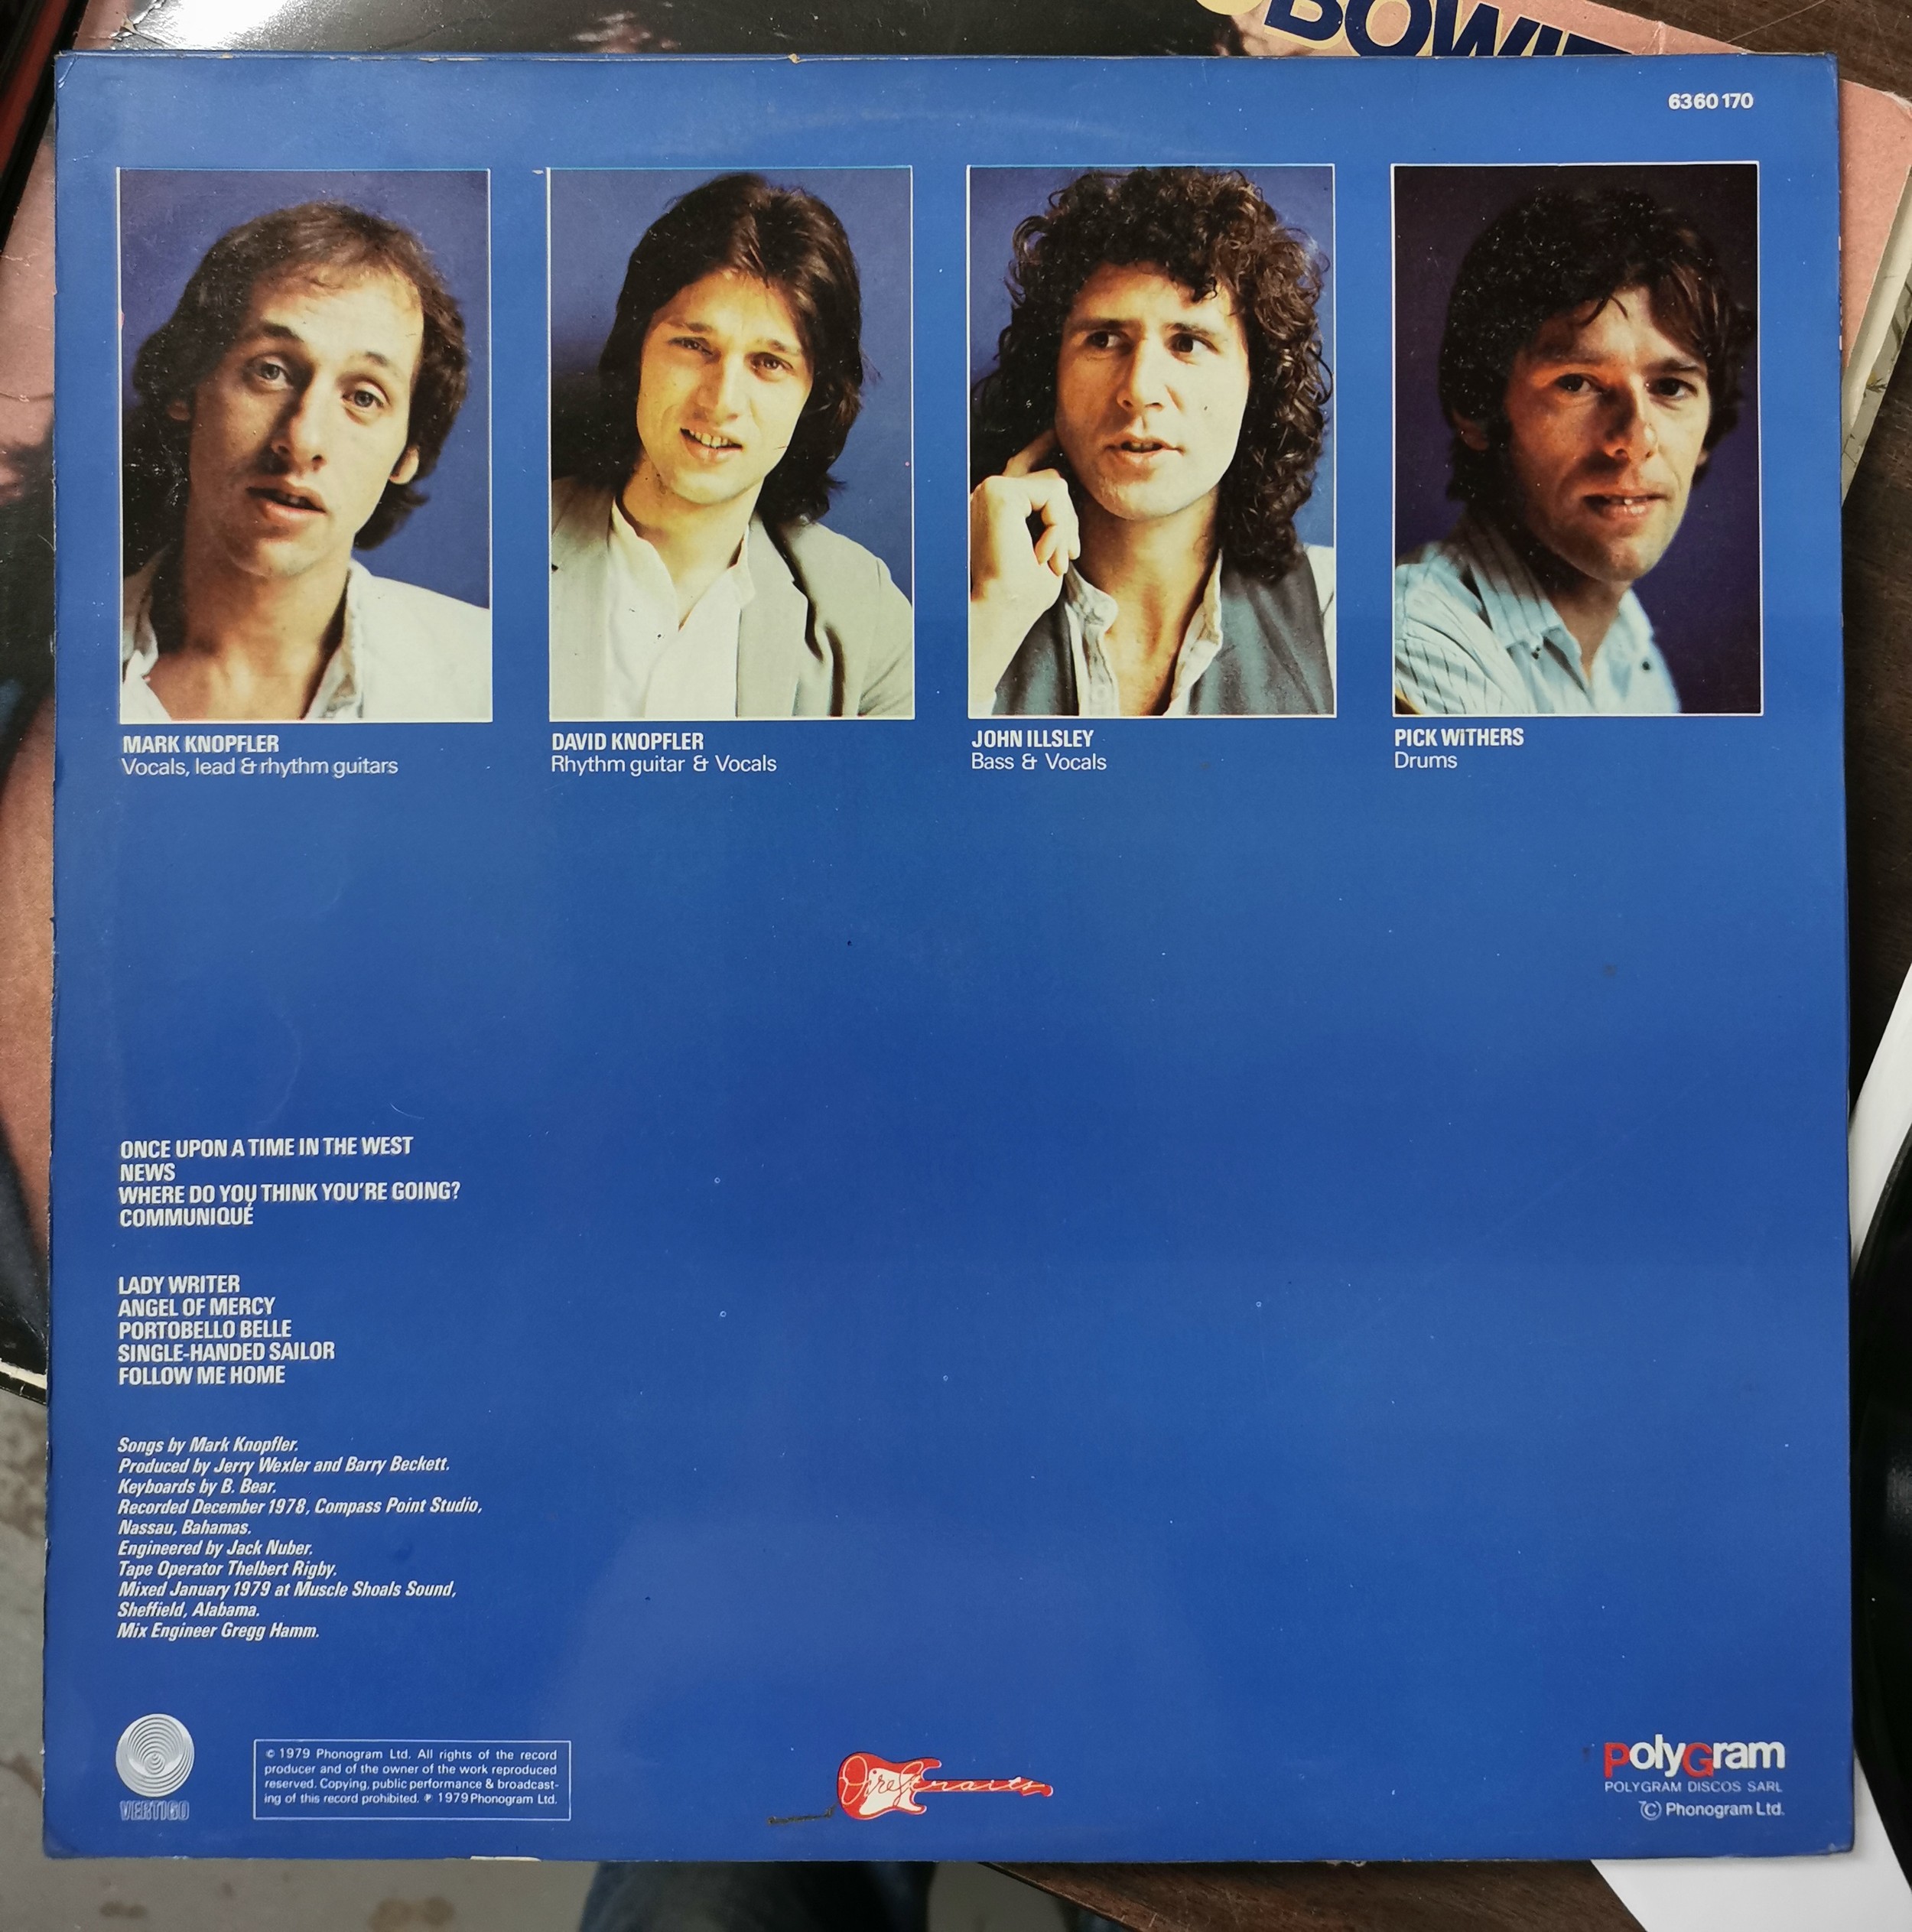 BOWIE
6360 170
MARK KNOPFLER
Vocals, lead & rhythm guitars
DAVID KNOPFLER
Rhythm guitar & Vocals
JOHN ILLSLEY
Bass & Vocals
PICK WITHERS
Drums
ONCE UPON A TIME IN THE WEST
NEWS
WHERE DO YOU THINK YOU'RE GOING?
COMMUNIQUÉ
LADY WRITER
ANGEL OF MERCY
PORTOBELLO BELLE
SINGLE-HANDED SAILOR
FOLLOW ME HOME
Songs by Mark Knopfler.
Produced by Jerry Wexler and Barry Beckett.
Keyboards by B. Bear.
Recorded December 1978, Compass Point Studio,
Nassau, Bahamas.
Engineered by Jack Nuber.
Tape Operator Thelbert Rigby.
Mixed January 1979 at Muscle Shoals Sound,
Sheffield, Alabama.
Mix Engineer Gregg Hamm.
VERTIGO
© 1979 Phonogram Ltd. All rights of the record
producer and of the owner of the work reproduced
reserved. Copying, public performance & broadcast-
ing of this record prohibited. ℗ 1979 Phonogram Ltd.
Dire Straits
PolyGram
POLYGRAM DISCOS SARL
© Phonogram Ltd.